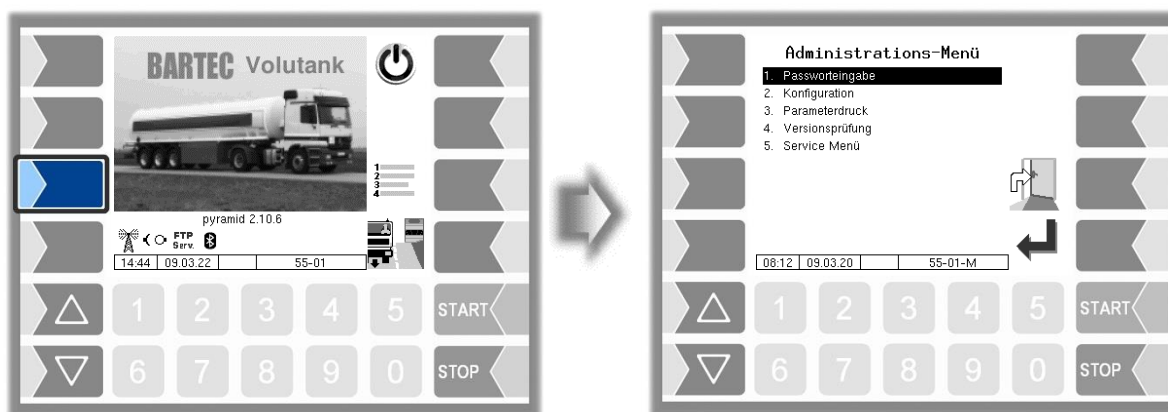 BARTEC Volutank
1
2
3
4
pyramid 2.10.6
FTP
Serv.
14:44 09.03.22 55-01
1 2 3 4 5 START
6 7 8 9 0 STOP
Administrations-Menü
1. Passworteingabe
2. Konfiguration
3. Parameterdruck
4. Versionsprüfung
5. Service Menü
08:12 09.03.20 55-01-M
1 2 3 4 5 START
6 7 8 9 0 STOP